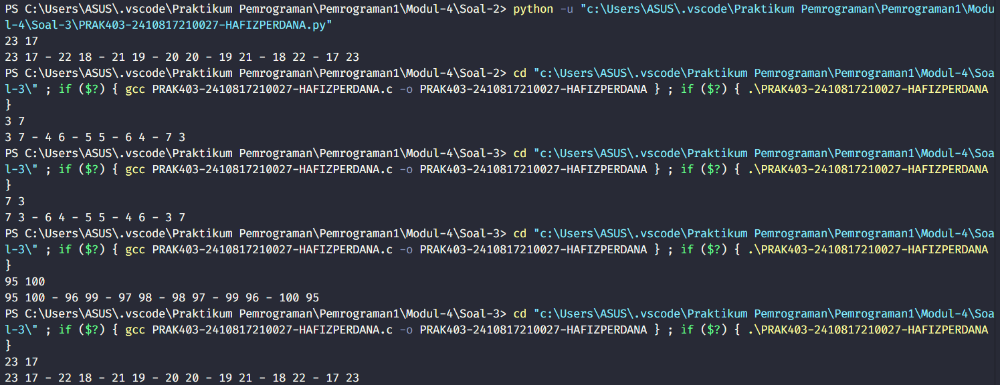 PS C:\Users\ASUS\.vscode\Praktikum Pemrograman\Pemrograman1\Modul-4\Soal-2> python -u "c:\Users\ASUS\.vscode\Praktikum Pemrograman\Pemrograman1\Modu
l-4\Soal-3\PRAK403-2410817210027-HAFIZPERDANA.py"
23 17
23 17 - 22 18 - 21 19 - 20 20 - 19 21 - 18 22 - 17 23
PS C:\Users\ASUS\.vscode\Praktikum Pemrograman\Pemrograman1\Modul-4\Soal-2> cd "c:\Users\ASUS\.vscode\Praktikum Pemrograman\Pemrograman1\Modul-4\Soa
l-3\" ; if ($?) { gcc PRAK403-2410817210027-HAFIZPERDANA.c -o PRAK403-2410817210027-HAFIZPERDANA } ; if ($?) { .\PRAK403-2410817210027-HAFIZPERDANA
}
3 7
3 7 - 4 6 - 5 5 - 6 4 - 7 3
PS C:\Users\ASUS\.vscode\Praktikum Pemrograman\Pemrograman1\Modul-4\Soal-3> cd "c:\Users\ASUS\.vscode\Praktikum Pemrograman\Pemrograman1\Modul-4\Soa
l-3\" ; if ($?) { gcc PRAK403-2410817210027-HAFIZPERDANA.c -o PRAK403-2410817210027-HAFIZPERDANA } ; if ($?) { .\PRAK403-2410817210027-HAFIZPERDANA
}
7 3
7 3 - 6 4 - 5 5 - 4 6 - 3 7
PS C:\Users\ASUS\.vscode\Praktikum Pemrograman\Pemrograman1\Modul-4\Soal-3> cd "c:\Users\ASUS\.vscode\Praktikum Pemrograman\Pemrograman1\Modul-4\Soa
l-3\" ; if ($?) { gcc PRAK403-2410817210027-HAFIZPERDANA.c -o PRAK403-2410817210027-HAFIZPERDANA } ; if ($?) { .\PRAK403-2410817210027-HAFIZPERDANA
}
95 100
95 100 - 96 99 - 97 98 - 98 97 - 99 96 - 100 95
PS C:\Users\ASUS\.vscode\Praktikum Pemrograman\Pemrograman1\Modul-4\Soal-3> cd "c:\Users\ASUS\.vscode\Praktikum Pemrograman\Pemrograman1\Modul-4\Soa
l-3\" ; if ($?) { gcc PRAK403-2410817210027-HAFIZPERDANA.c -o PRAK403-2410817210027-HAFIZPERDANA } ; if ($?) { .\PRAK403-2410817210027-HAFIZPERDANA
}
23 17
23 17 - 22 18 - 21 19 - 20 20 - 19 21 - 18 22 - 17 23